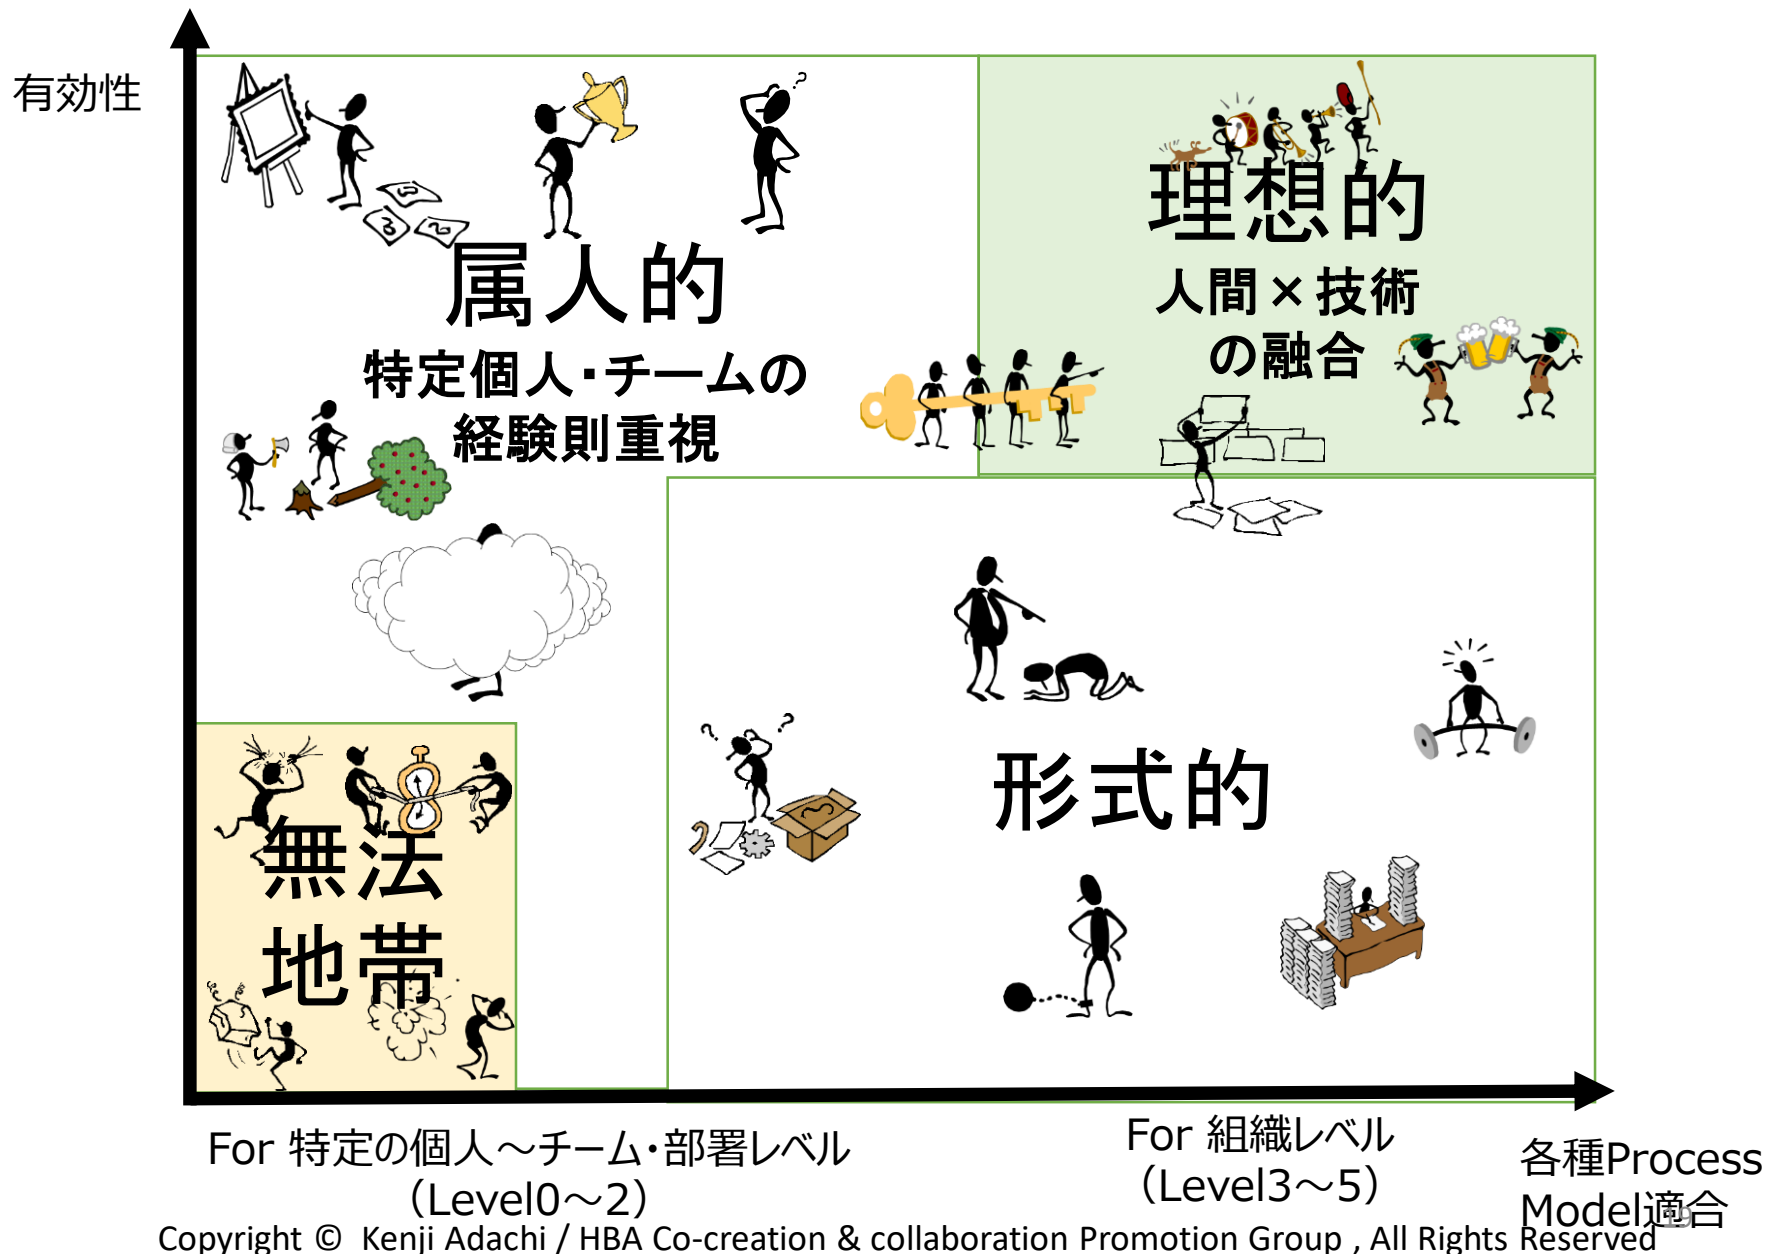 有効性
属人的
特定個人・チームの
経験則重視
理想的
人間×技術
の融合
無法
地帯
形式的
For 特定の個人～チーム・部署レベル
（Level0～2）
For 組織レベル
（Level3～5）
各種Process
Model適合
19
Copyright © Kenji Adachi / HBA Co-creation & collaboration Promotion Group , All Rights Reserved